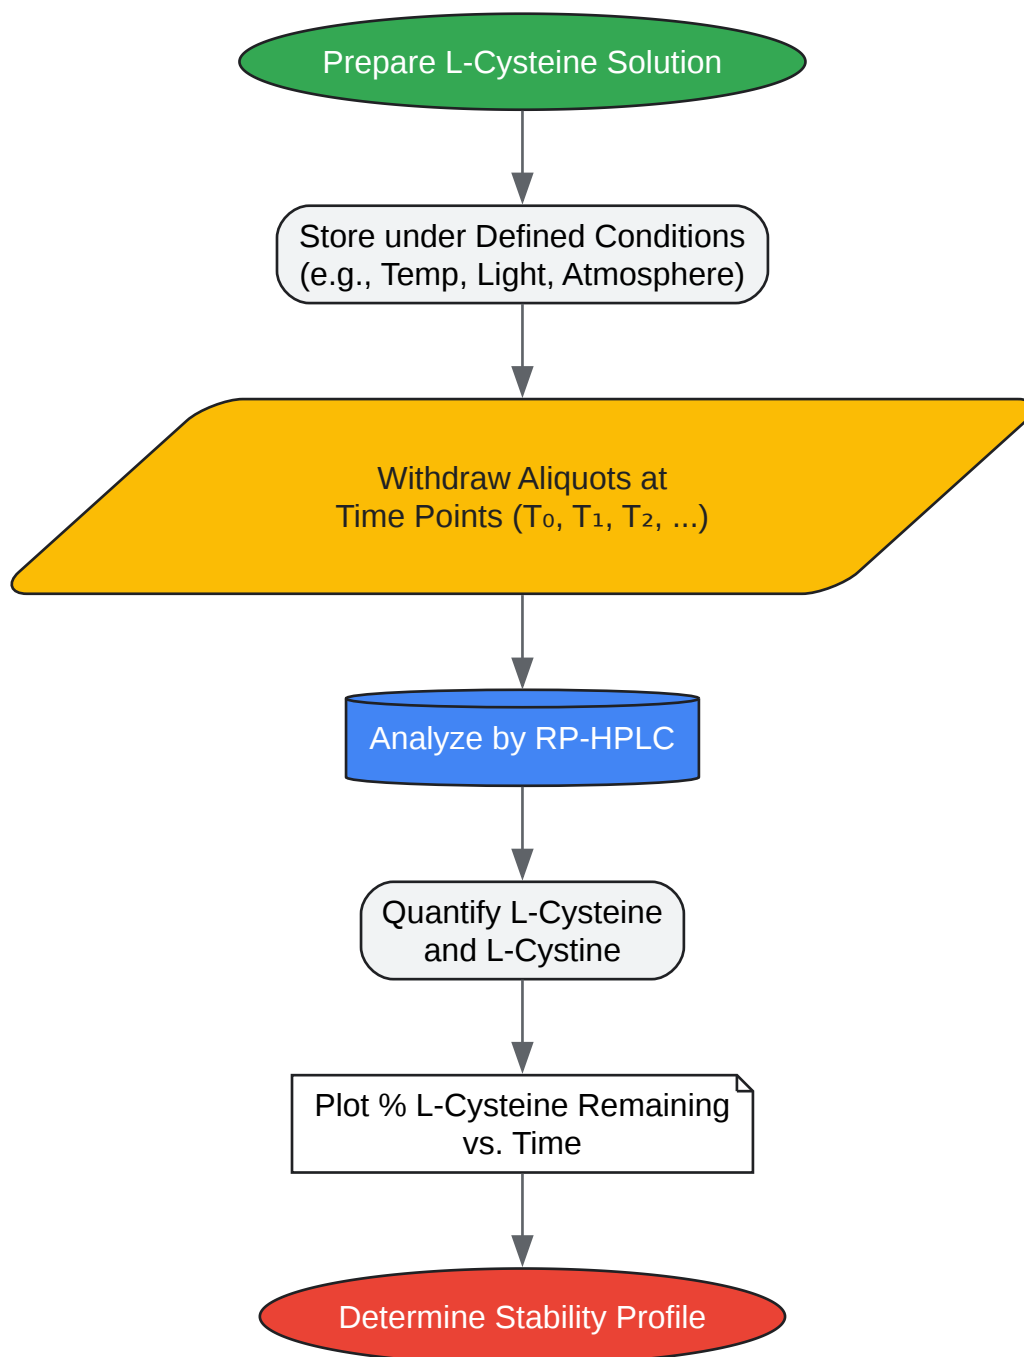 Prepare L-Cysteine Solution
Store under Defined Conditions
(e.g., Temp, Light, Atmosphere)
Withdraw Aliquots at
Time Points (T₀, T₁, T₂, ...)
Analyze by RP-HPLC
Quantify L-Cysteine
and L-Cystine
Plot % L-Cysteine Remaining
vs. Time
Determine Stability Profile